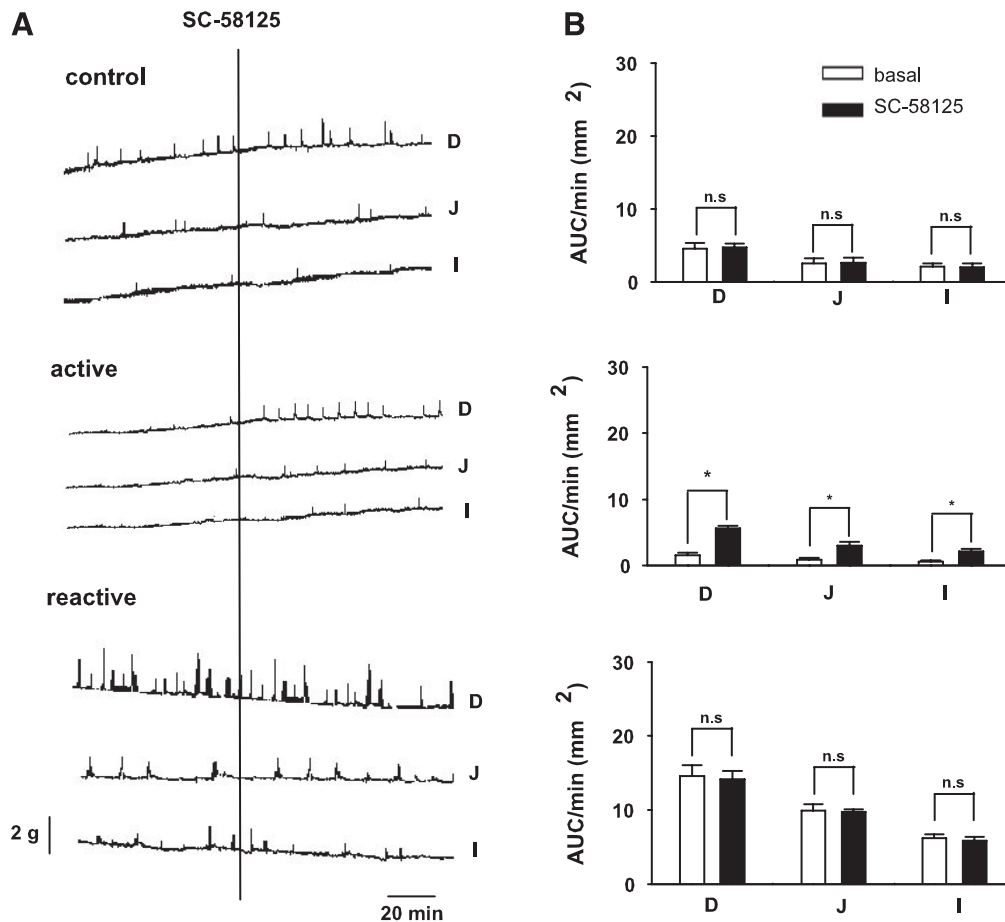 A
SC-58125
control
D
J
I
active
D
J
I
reactive
D
J
I
2 g
20 min
B
basal
SC-58125
AUC/min (mm 2)
30
20
10
0
n.s
n.s
n.s
D
J
I
AUC/min (mm 2)
30
20
10
0
*
*
*
D
J
I
AUC/min (mm 2)
30
20
10
0
n.s
n.s
n.s
D
J
I